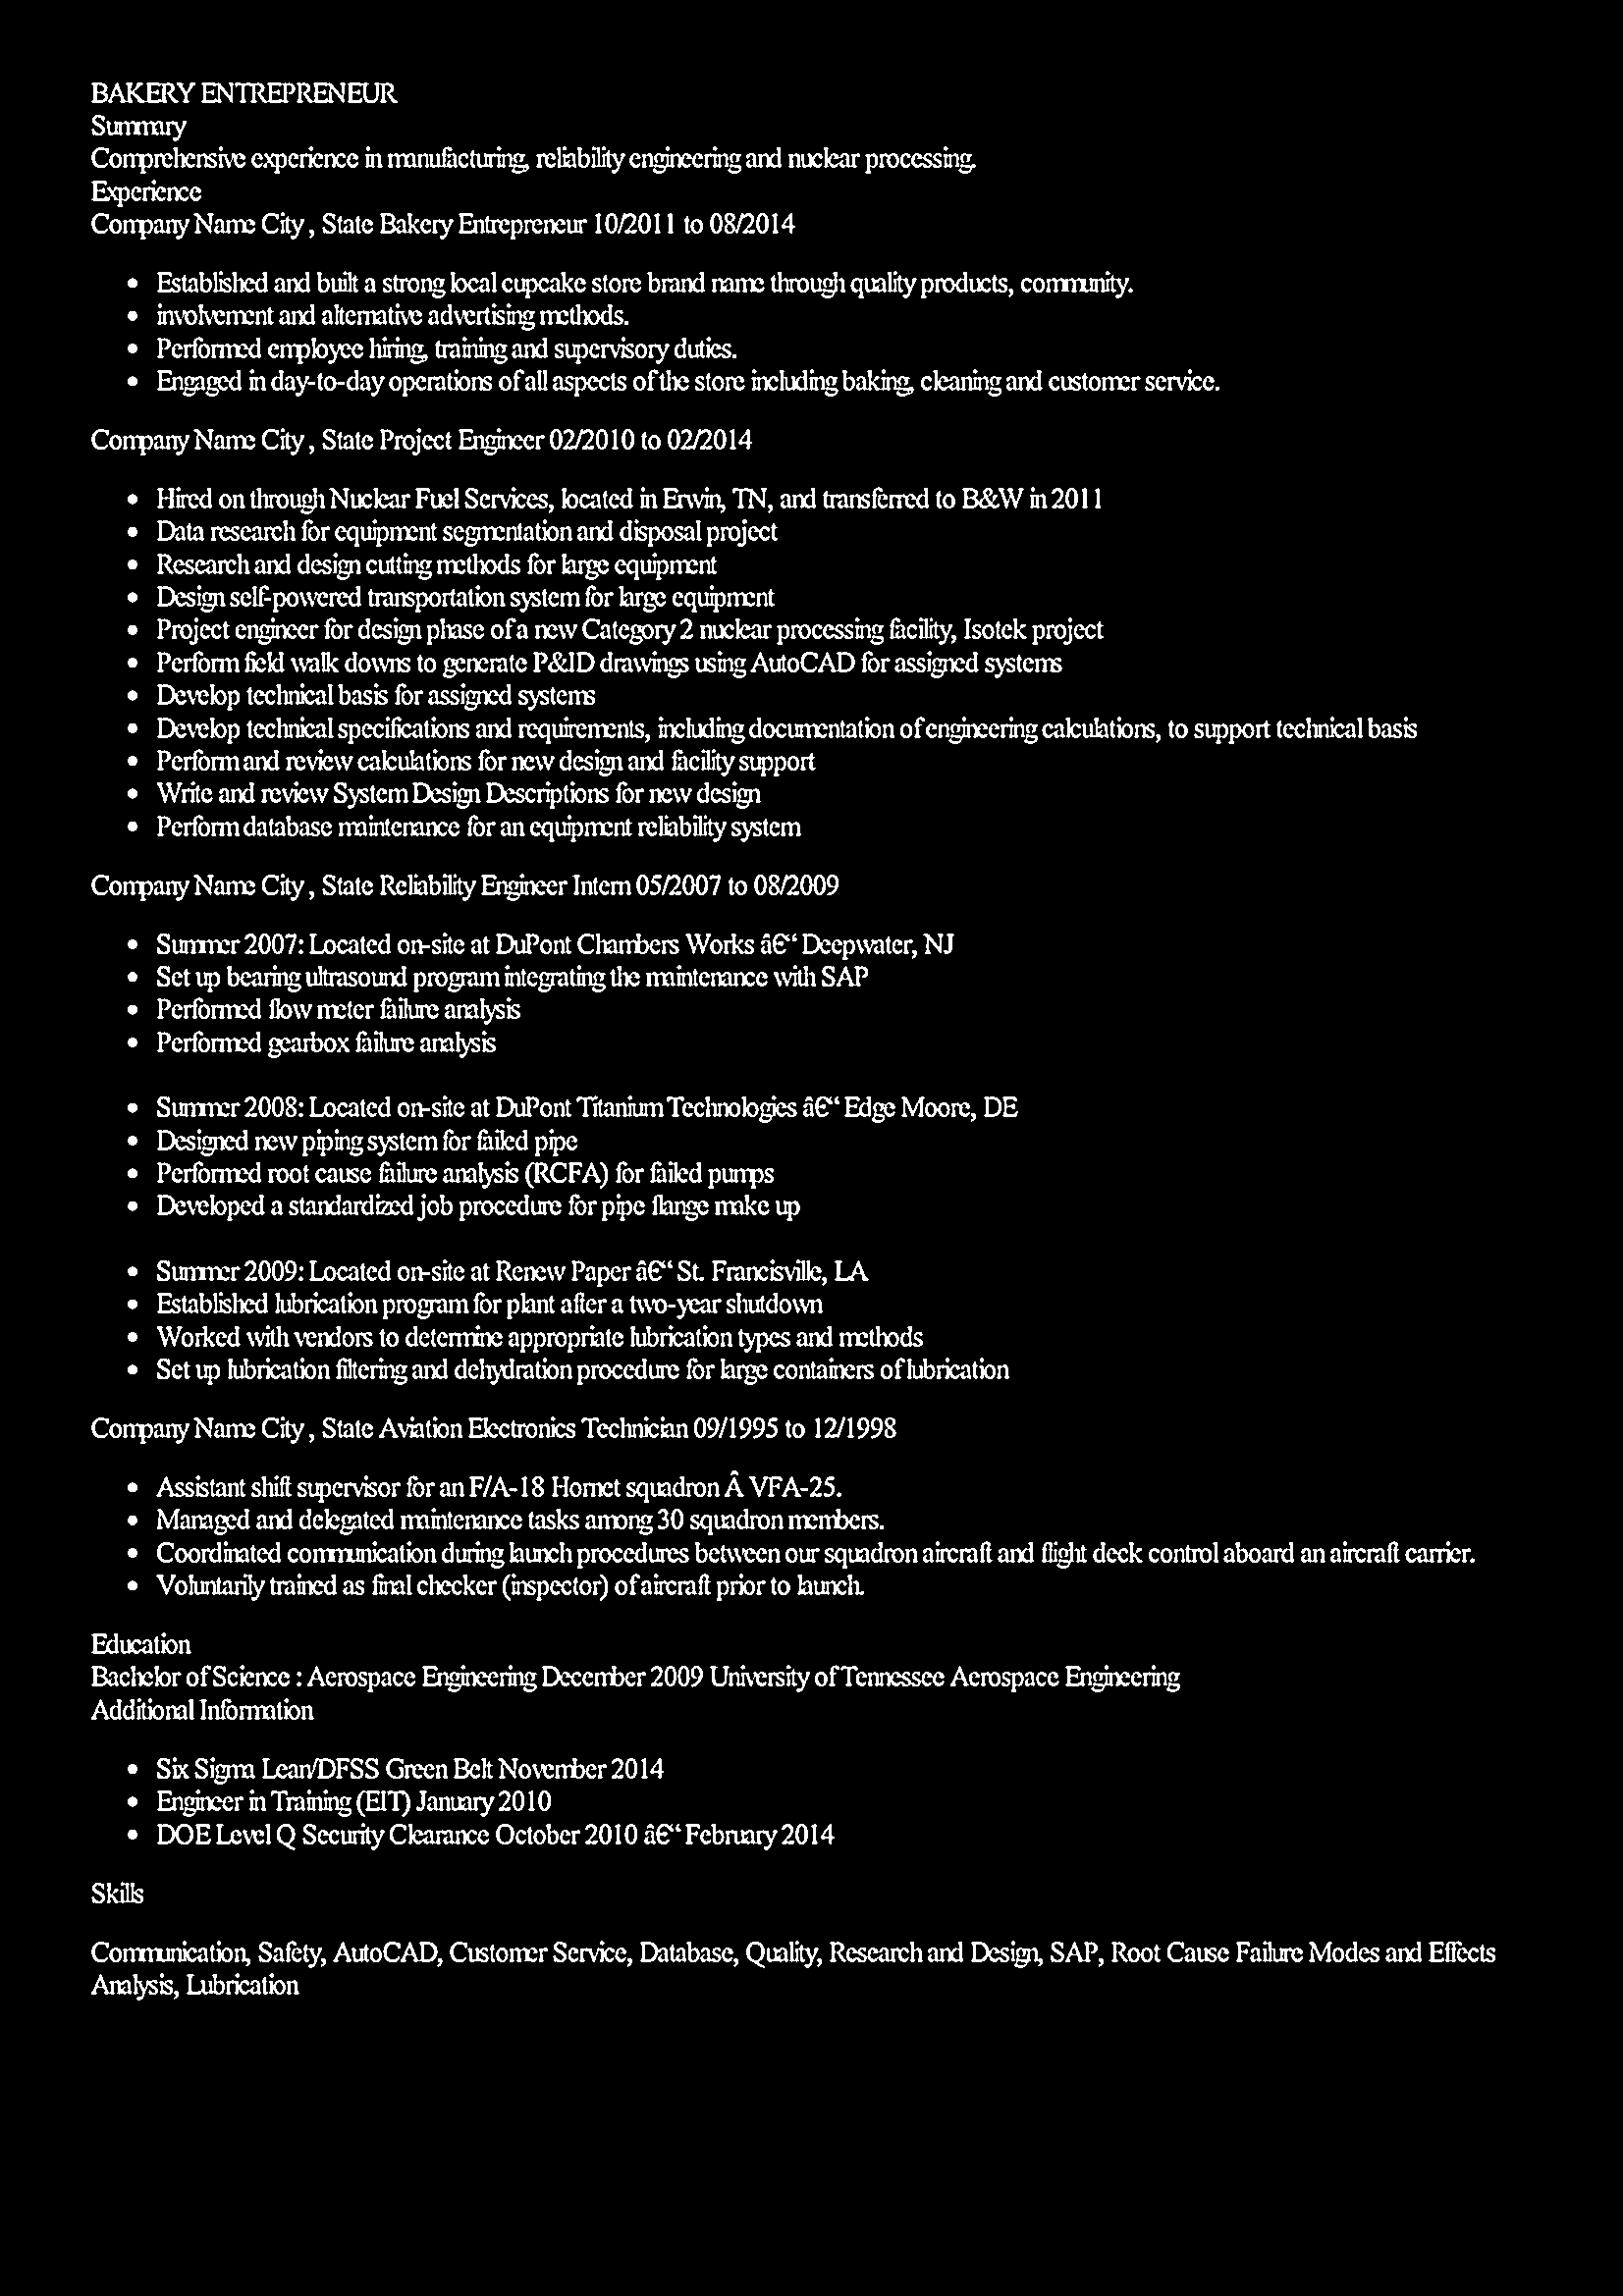 BAKERY ENTREPRENEUR
Summary
Comprehensive experience in manufacturing, reliability engineering and nuclear processing.
Experience
Company Name City , State Bakery Entrepreneur 10/2011 to 08/2014
• Established and built a strong local cupcake store brand name through quality products, community.
• involvement and alternative advertising methods.
• Performed employee hiring, training and supervisory duties.
• Engaged in day-to-day operations of all aspects of the store including baking, cleaning and customer service.
Company Name City , State Project Engineer 02/2010 to 02/2014
• Hired on through Nuclear Fuel Services, located in Erwin, TN, and transferred to B&W in 2011
• Data research for equipment segmentation and disposal project
• Research and design cutting methods for large equipment
• Design self-powered transportation system for large equipment
• Project engineer for design phase of a new Category 2 nuclear processing facility, Isotek project
• Perform field walk downs to generate P&ID drawings using AutoCAD for assigned systems
• Develop technical basis for assigned systems
• Develop technical specifications and requirements, including documentation of engineering calculations, to support technical basis
• Perform and review calculations for new design and facility support
• Write and review System Design Descriptions for new design
• Perform database maintenance for an equipment reliability system
Company Name City , State Reliability Engineer Intern 05/2007 to 08/2009
• Summer 2007: Located on-site at DuPont Chambers Works â€“ Deepwater, NJ
• Set up bearing ultrasound program integrating the maintenance with SAP
• Performed flow meter failure analysis
• Performed gearbox failure analysis
• Summer 2008: Located on-site at DuPont Titanium Technologies â€“ Edge Moore, DE
• Designed new piping system for failed pipe
• Performed root cause failure analysis (RCFA) for failed pumps
• Developed a standardized job procedure for pipe flange make up
• Summer 2009: Located on-site at Renew Paper â€“ St. Francisville, LA
• Established lubrication program for plant after a two-year shutdown
• Worked with vendors to determine appropriate lubrication types and methods
• Set up lubrication filtering and dehydration procedure for large containers of lubrication
Company Name City , State Aviation Electronics Technician 09/1995 to 12/1998
• Assistant shift supervisor for an F/A-18 Hornet squadron Â VFA-25.
• Managed and delegated maintenance tasks among 30 squadron members.
• Coordinated communication during launch procedures between our squadron aircraft and flight deck control aboard an aircraft carrier.
• Voluntarily trained as final checker (inspector) of aircraft prior to launch.
Education
Bachelor of Science : Aerospace Engineering December 2009 University of Tennessee Aerospace Engineering
Additional Information
• Six Sigma Lean/DFSS Green Belt November 2014
• Engineer in Training (EIT) January 2010
• DOE Level Q Security Clearance October 2010 â€“ February 2014
Skills
Communication, Safety, AutoCAD, Customer Service, Database, Quality, Research and Design, SAP, Root Cause Failure Modes and Effects
Analysis, Lubrication